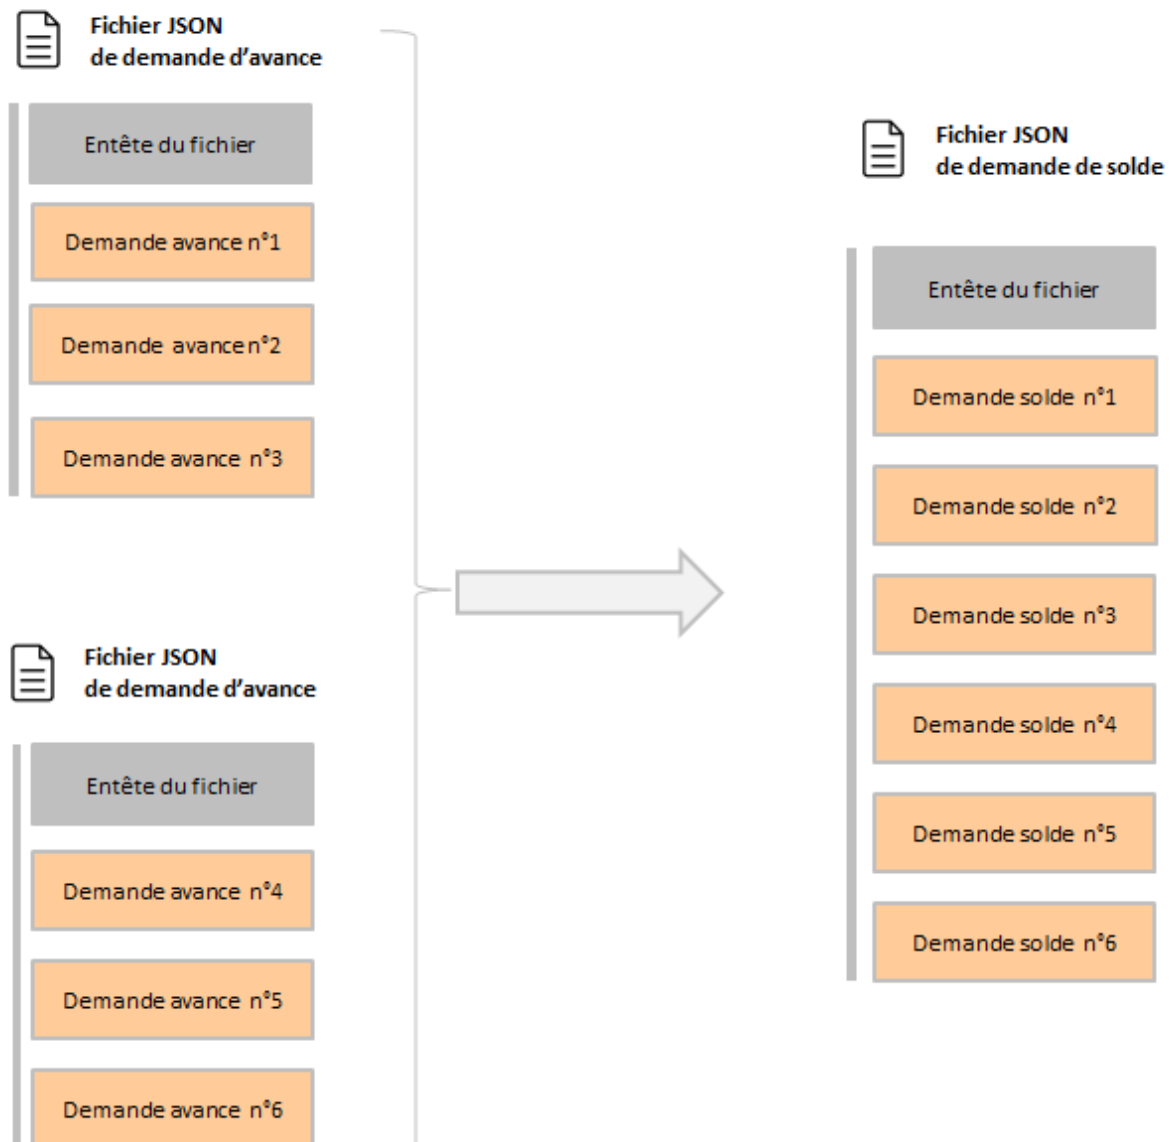 Fichier JSON
de demande d’avance
Entête du fichier
Demande avance n°1
Demande avance n°2
Demande avance n°3
Fichier JSON
de demande d’avance
Entête du fichier
Demande avance n°4
Demande avance n°5
Demande avance n°6
Fichier JSON
de demande de solde
Entête du fichier
Demande solde n°1
Demande solde n°2
Demande solde n°3
Demande solde n°4
Demande solde n°5
Demande solde n°6